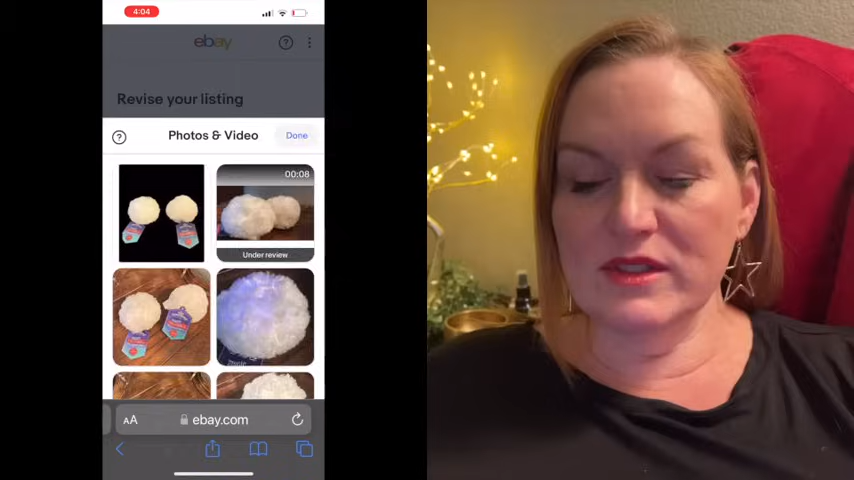 4:04
ebay
Revise your listing
Photos & Video
Done
00:08
Under review
AA
ebay.com